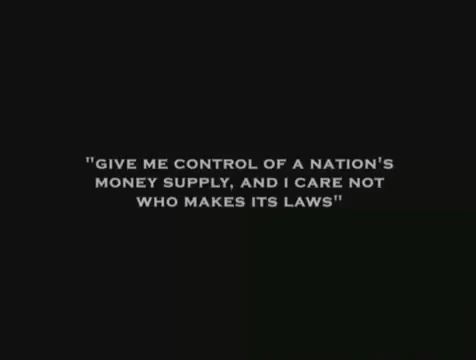 "GIVE ME CONTROL OF A NATION'S
MONEY SUPPLY, AND I CARE NOT
WHO MAKES ITS LAWS"